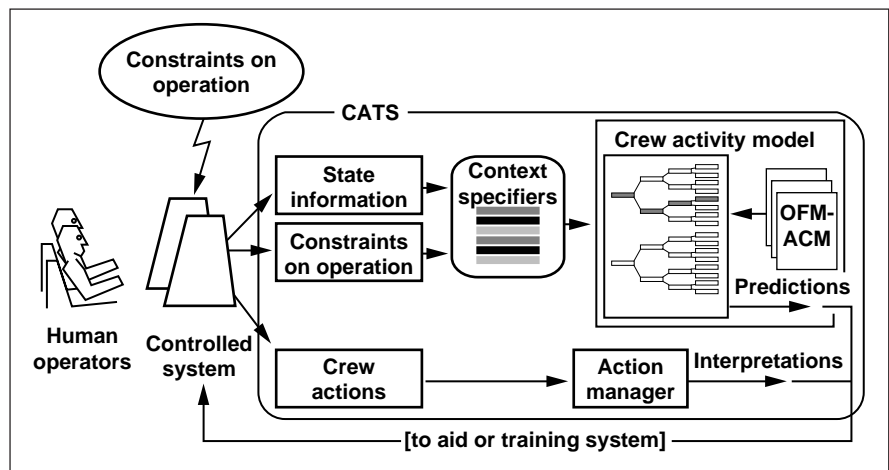 Constraints on
operation
CATS
State
information
Constraints
on operation
Context
specifiers
Crew activity model
OFM-
ACM
Predictions
Human
operators
Controlled
system
Crew
actions
Action
manager
Interpretations
[to aid or training system]